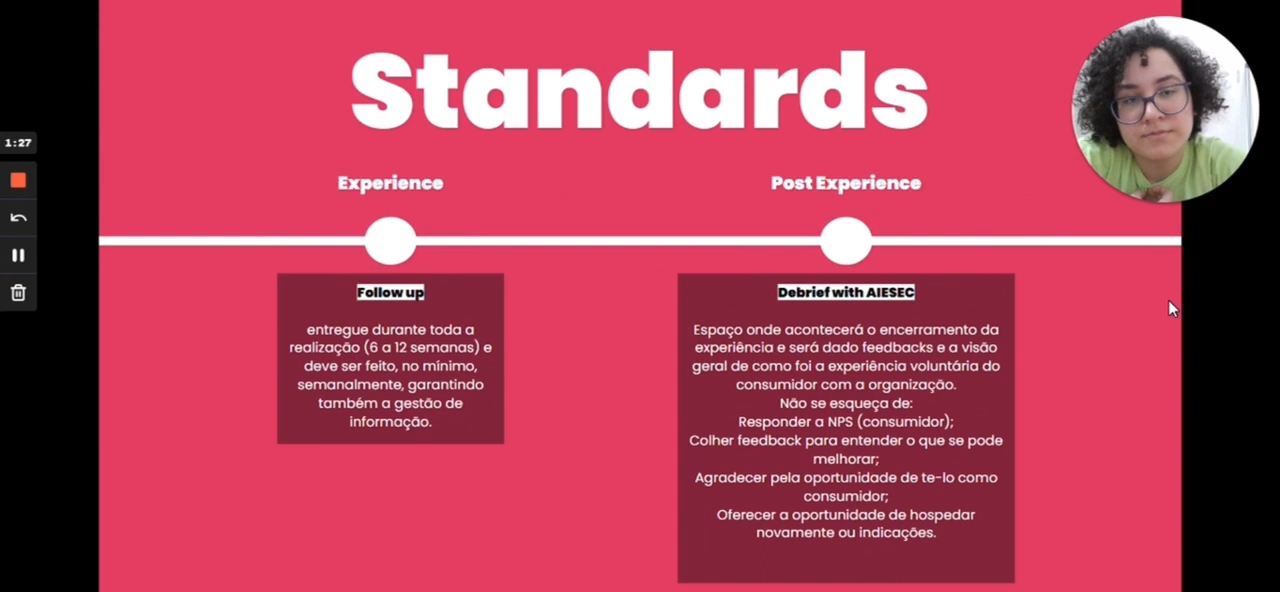 Standards
1:27
Experience
Post Experience
Follow up
entregue durante toda a
realização (6 a 12 semanas) e
deve ser feito, no mínimo,
semanalmente, garantindo
também a gestão de
informação.
Debrief with AIESEC
Espaço onde acontecerá o encerramento da
experiência e será dado feedbacks e a visão
geral de como foi a experiência voluntária do
consumidor com a organização.
Não se esqueça de:
Responder a NPS (consumidor);
Colher feedback para entender o que se pode
melhorar;
Agradecer pela oportunidade de te-lo como
consumidor;
Oferecer a oportunidade de hospedar
novamente ou indicações.